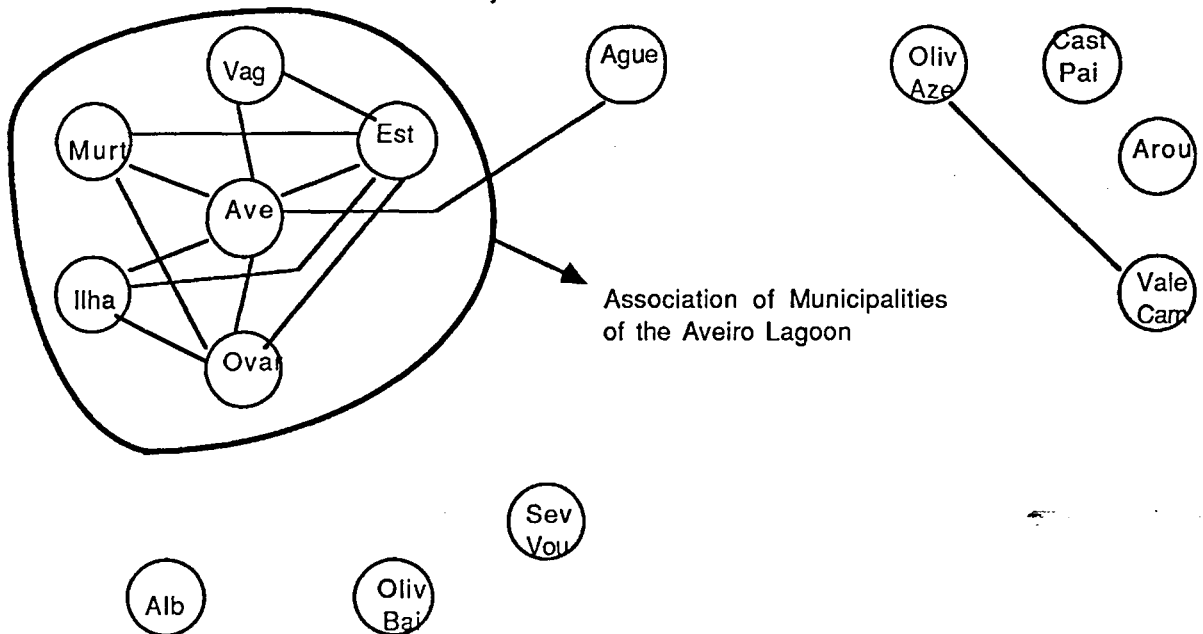 Vag
Ague
Oliv
Aze
Cast
Pai
Murt
Est
Arou
Ave
Ilha
Vale
Cam
Association of Municipalities
of the Aveiro Lagoon
Ovar
Sev
Vou
Alb
Oliv
Bai